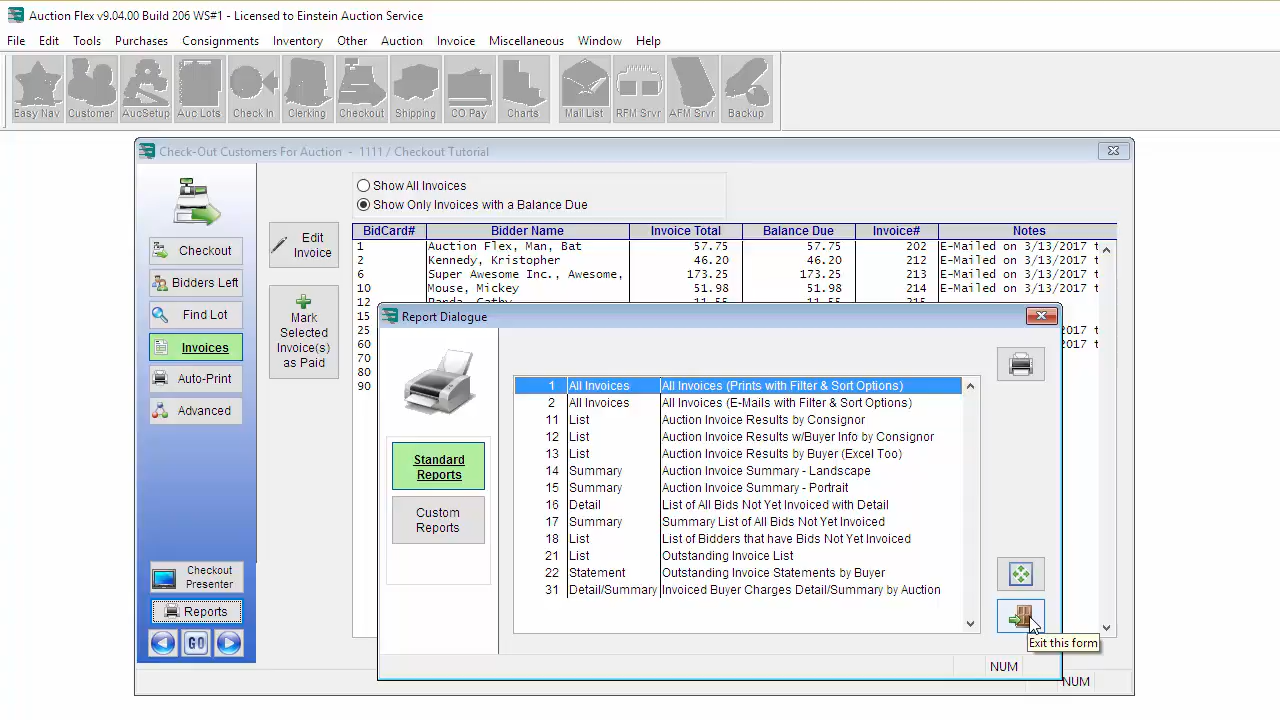 Auction Flex v9.04.00 Build 206 WS#1 - Licensed to Einstein Auction Service
File Edit Tools Purchases Consignments Inventory Other Auction Invoice Miscellaneous Window Help
Easy Nav Customer AucSetup Auc Lots Check In Clerking Checkout Shipping CO Pay Charts Mail List RFM Srvr AFM Srvr Backup
Check-Out Customers For Auction - 1111 / Checkout Tutorial
Show All Invoices
Show Only Invoices with a Balance Due
Checkout
Bidders Left
Find Lot
Invoices
Auto-Print
Advanced
Checkout
Presenter
Reports
GO
Edit
Invoice
Mark
Selected
Invoice(s)
as Paid
BidCard# Bidder Name Invoice Total Balance Due Invoice# Notes
1 Auction Flex, Man, Bat 57.75 57.75 202 E-Mailed on 3/13/2017 t
2 Kennedy, Kristopher 46.20 46.20 212 E-Mailed on 3/13/2017 t
6 Super Awesome Inc., Awesome, 173.25 173.25 213 E-Mailed on 3/13/2017 t
10 Mouse, Mickey 51.98 51.98 214 E-Mailed on 3/13/2017 t
12
15
25
60
70
78
90
Report Dialogue
Standard
Reports
Custom
Reports
1 All Invoices All Invoices (Prints with Filter & Sort Options)
2 All Invoices All Invoices (E-Mails with Filter & Sort Options)
11 List Auction Invoice Results by Consignor
12 List Auction Invoice Results w/Buyer Info by Consignor
13 List Auction Invoice Results by Buyer (Excel Too)
14 Summary Auction Invoice Summary - Landscape
15 Summary Auction Invoice Summary - Portrait
16 Detail List of All Bids Not Yet Invoiced with Detail
17 Summary Summary List of All Bids Not Yet Invoiced
18 List List of Bidders that have Bids Not Yet Invoiced
21 List Outstanding Invoice List
22 Statement Outstanding Invoice Statements by Buyer
31 Detail/Summary Invoiced Buyer Charges Detail/Summary by Auction
Exit this form
NUM
NUM